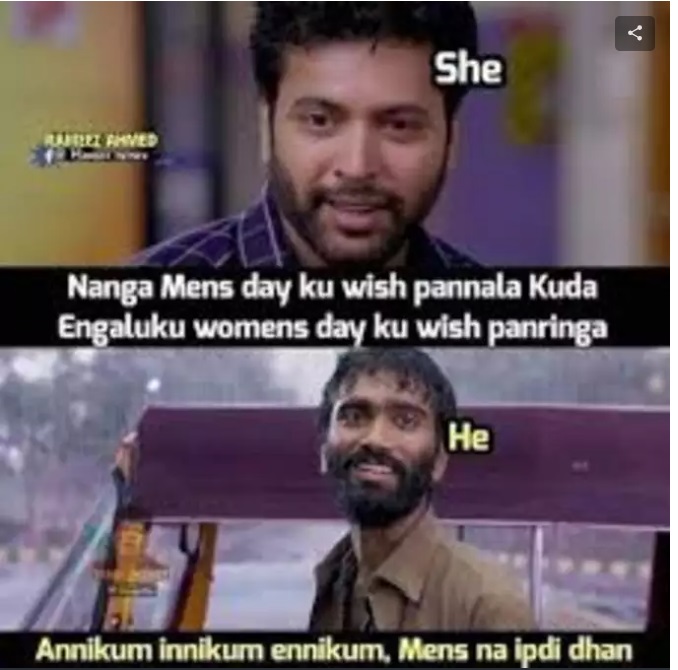 She
AHMED
Nanga Mens day ku wish pannala Kuda
Engaluku womens day ku wish panringa
He
Annikum innikum ennikum, Mens na ipdi dhan